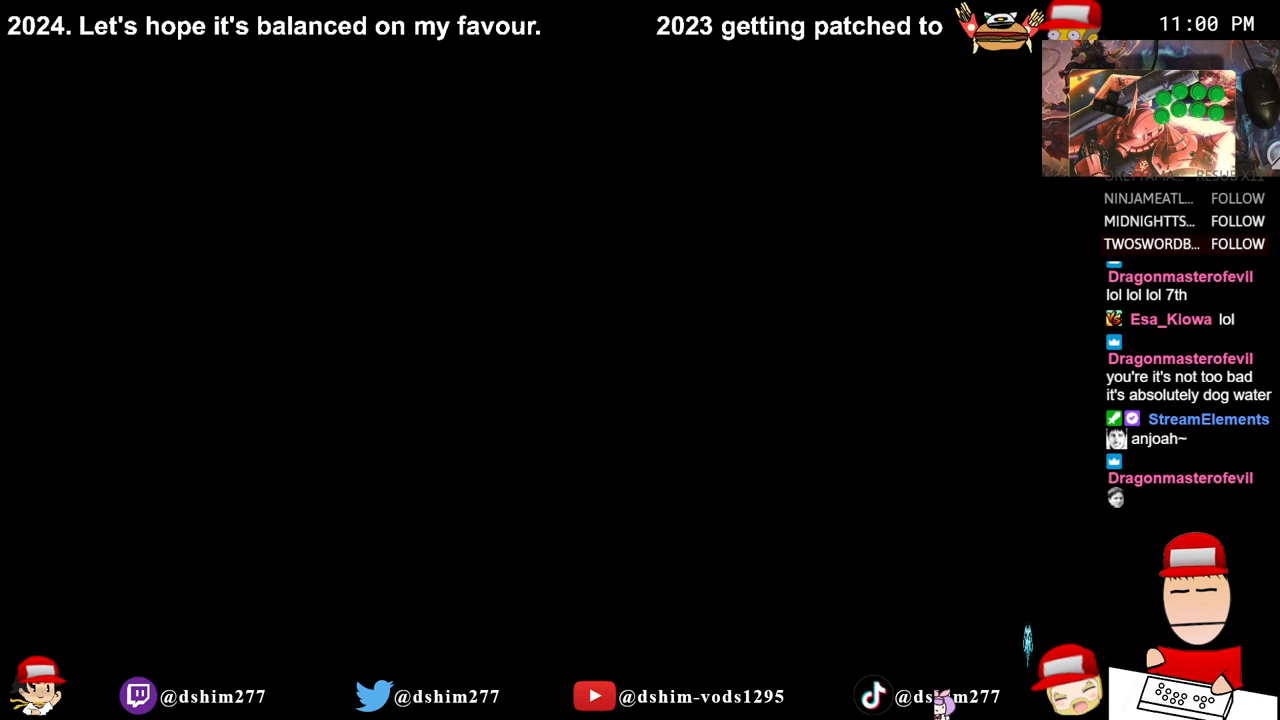 2024. Let's hope it's balanced on my favour. 2023 getting patched to
11:00 PM
NINJAMEATL... FOLLOW
MIDNIGHTTS... FOLLOW
TWOSWORDB... FOLLOW
Dragonmasterofevil
lol lol lol 7th
Esa_Kiowa lol
Dragonmasterofevil
you're it's not too bad
it's absolutely dog water
StreamElements
anjoah~
Dragonmasterofevil
@dshim277 @dshim277 @dshim-vods1295 @dshim277